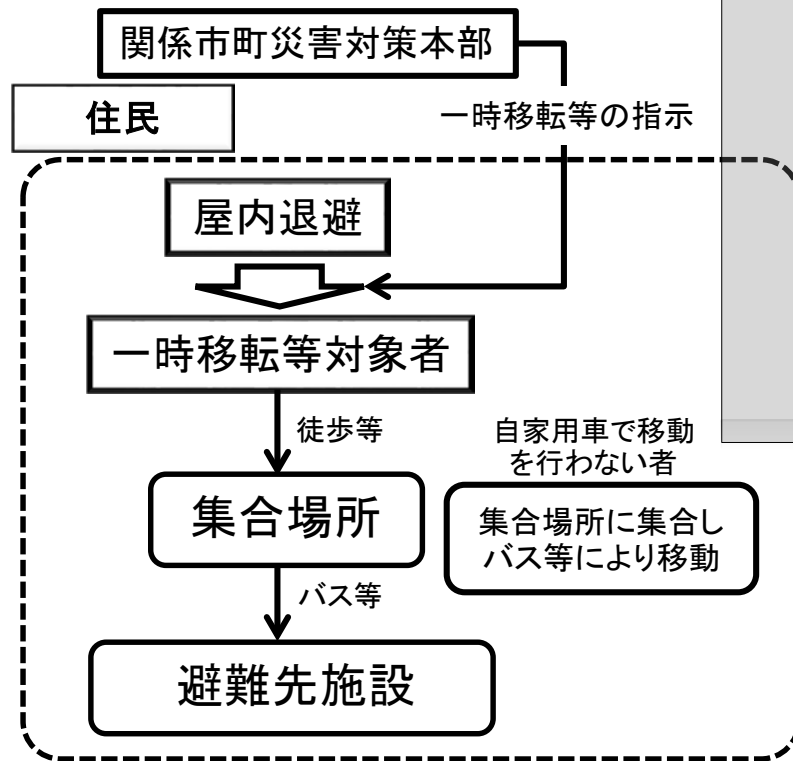 関係市町災害対策本部
住民
一時移転等の指示
屋内退避
一時移転等対象者
徒歩等
自家用車で移動
を行わない者
集合場所
集合場所に集合し
バス等により移動
バス等
避難先施設